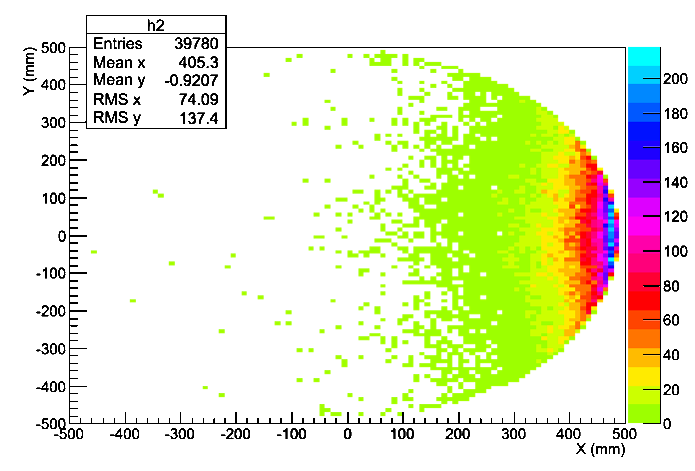 h2
Entries 39780
Mean x 405.3
Mean y -0.9207
RMS x 74.09
RMS y 137.4
Y (mm)
500
400
300
200
100
0
-100
-200
-300
-400
-500
-500 -400 -300 -200 -100 0 100 200 300 400 500
X (mm)
200
180
160
140
120
100
80
60
40
20
0